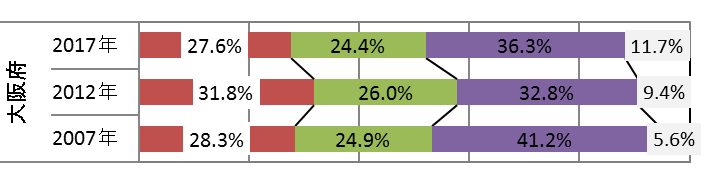 大阪府
2017年 27.6% 24.4% 36.3% 11.7%
2012年 31.8% 26.0% 32.8% 9.4%
2007年 28.3% 24.9% 41.2% 5.6%